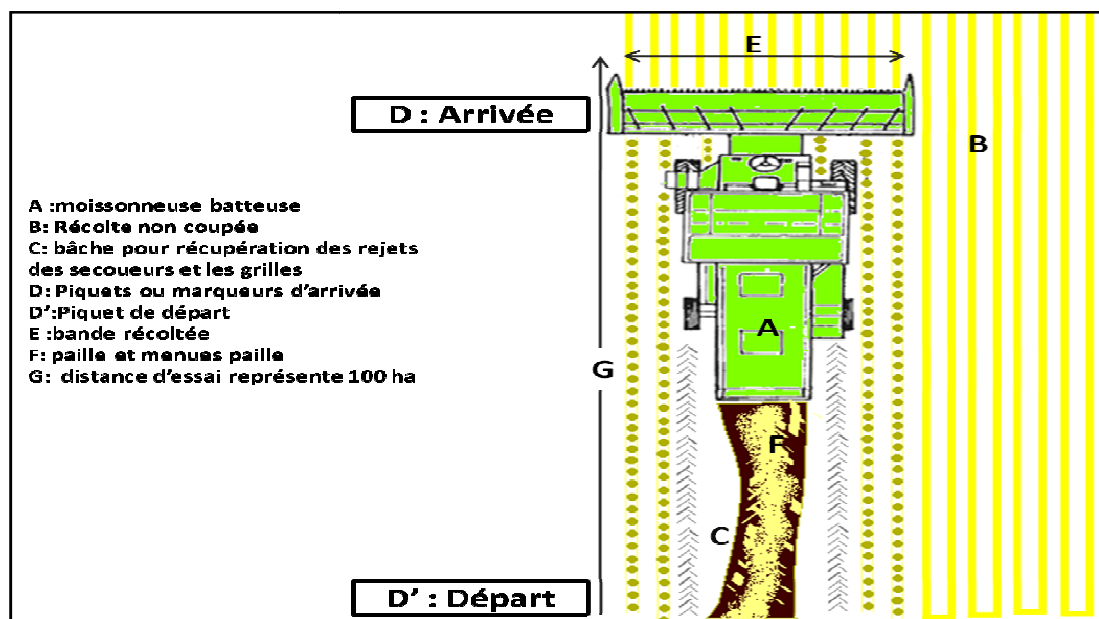 E
D : Arrivée
B
A :moissonneuse batteuse
B: Récolte non coupée
C: bâche pour récupération des rejets
des secoueurs et les grilles
D: Piquets ou marqueurs d'arrivée
D':Piquet de départ
E :bande récoltée
F: paille et menues paille
G: distance d'essai représente 100 ha
A
G
F
C
D' : Départ